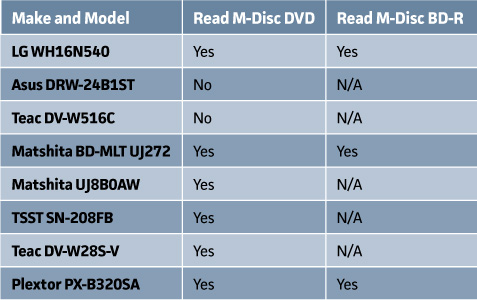 Make and Model Read M-Disc DVD Read M-Disc BD-R
LG WH16N540 Yes Yes
Asus DRW-24B1ST No N/A
Teac DV-W516C No N/A
Matshita BD-MLT UJ272 Yes Yes
Matshita UJ8B0AW Yes N/A
TSST SN-208FB Yes N/A
Teac DV-W28S-V Yes N/A
Plextor PX-B320SA Yes Yes